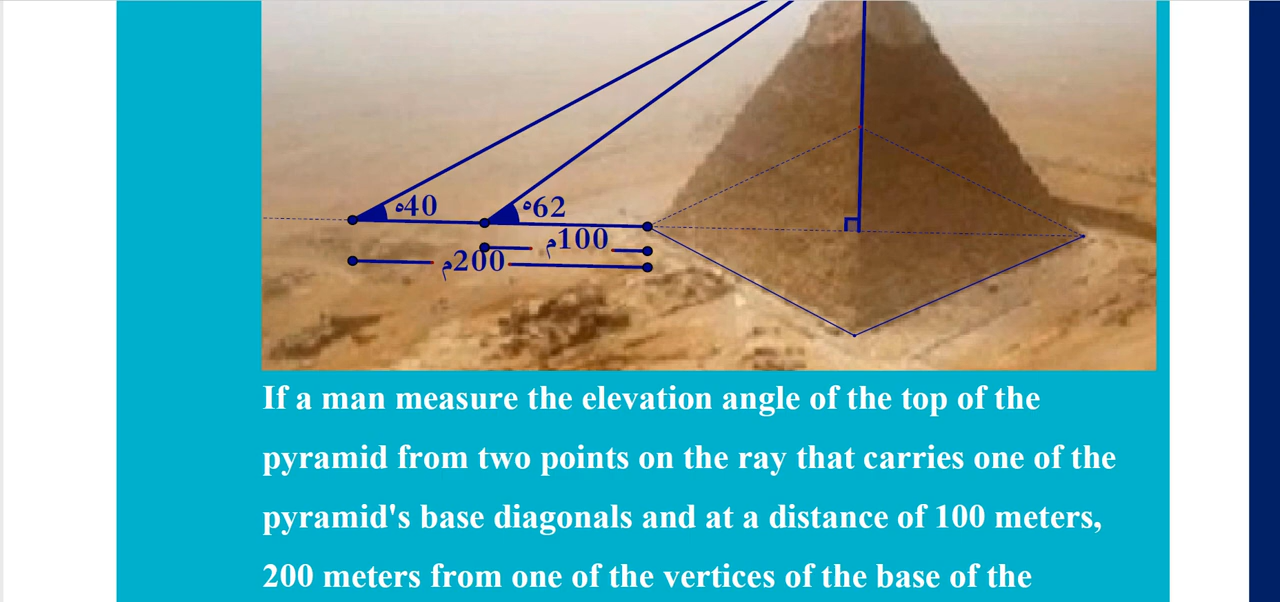 °40
°62
100م
200م
If a man measure the elevation angle of the top of the
pyramid from two points on the ray that carries one of the
pyramid's base diagonals and at a distance of 100 meters,
200 meters from one of the vertices of the base of the